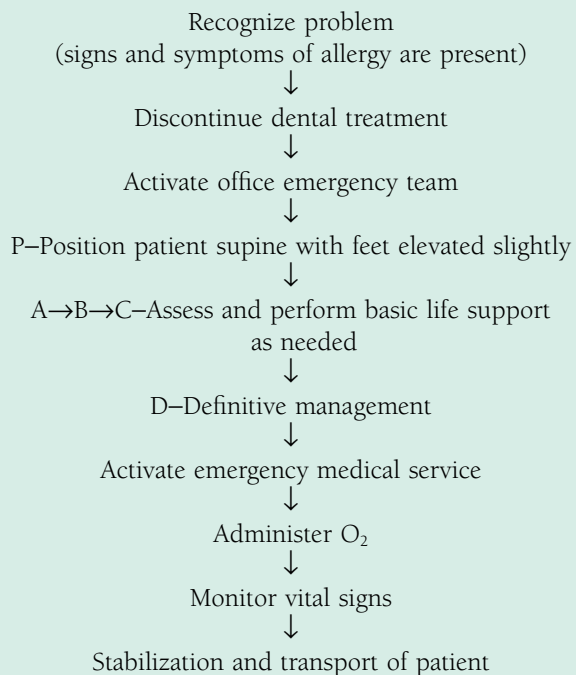 Recognize problem
(signs and symptoms of allergy are present)
↓
Discontinue dental treatment
↓
Activate office emergency team
↓
P–Position patient supine with feet elevated slightly
↓
A→B→C–Assess and perform basic life support
as needed
↓
D–Definitive management
↓
Activate emergency medical service
↓
Administer O₂
↓
Monitor vital signs
↓
Stabilization and transport of patient